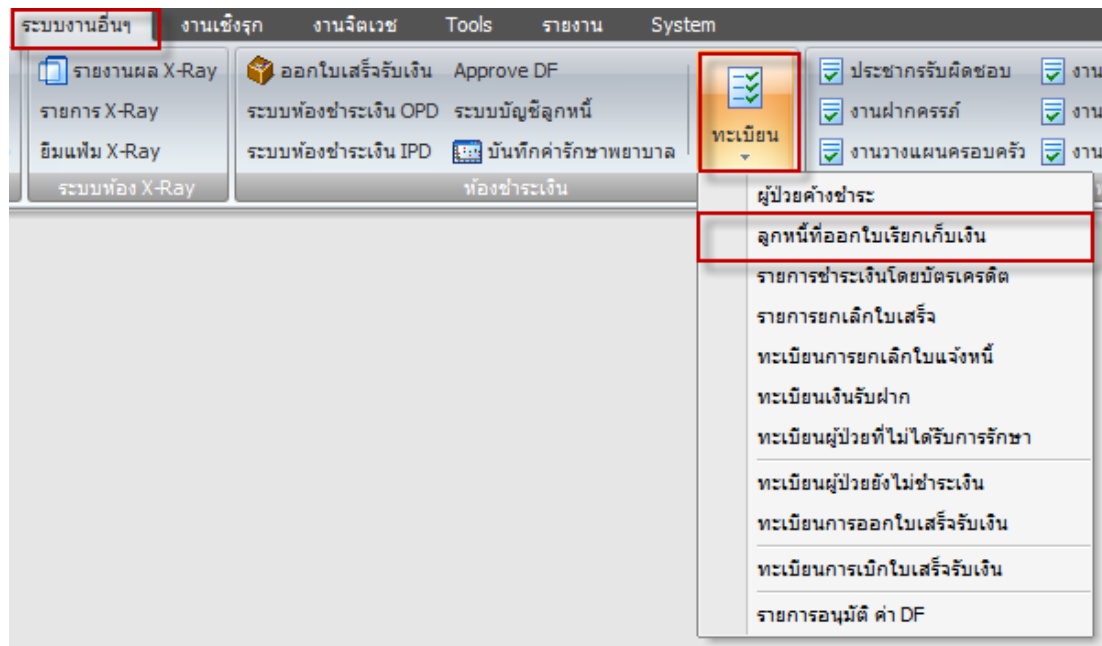 ระบบงานอื่นๆ งานเชิงรุก งานจิตเวช Tools รายงาน System
รายงานผล X-Ray ออกใบเสร็จรับเงิน Approve DF ประชากรรับผิดชอบ
รายการ X-Ray ระบบห้องชำระเงิน OPD ระบบบัญชีลูกหนี้ ทะเบียน งานฝากครรภ์
ยืมแฟ้ม X-Ray ระบบห้องชำระเงิน IPD บันทึกค่ารักษาพยาบาล งานวางแผนครอบครัว
ระบบห้อง X-Ray ห้องชำระเงิน
ผู้ป่วยค้างชำระ
ลูกหนี้ที่ออกใบเรียกเก็บเงิน
รายการชำระเงินโดยบัตรเครดิต
รายการยกเลิกใบเสร็จ
ทะเบียนการยกเลิกใบแจ้งหนี้
ทะเบียนเงินรับฝาก
ทะเบียนผู้ป่วยที่ไม่ได้รับการรักษา
ทะเบียนผู้ป่วยยังไม่ชำระเงิน
ทะเบียนการออกใบเสร็จรับเงิน
ทะเบียนการเบิกใบเสร็จรับเงิน
รายการอนุมัติ ค่า DF